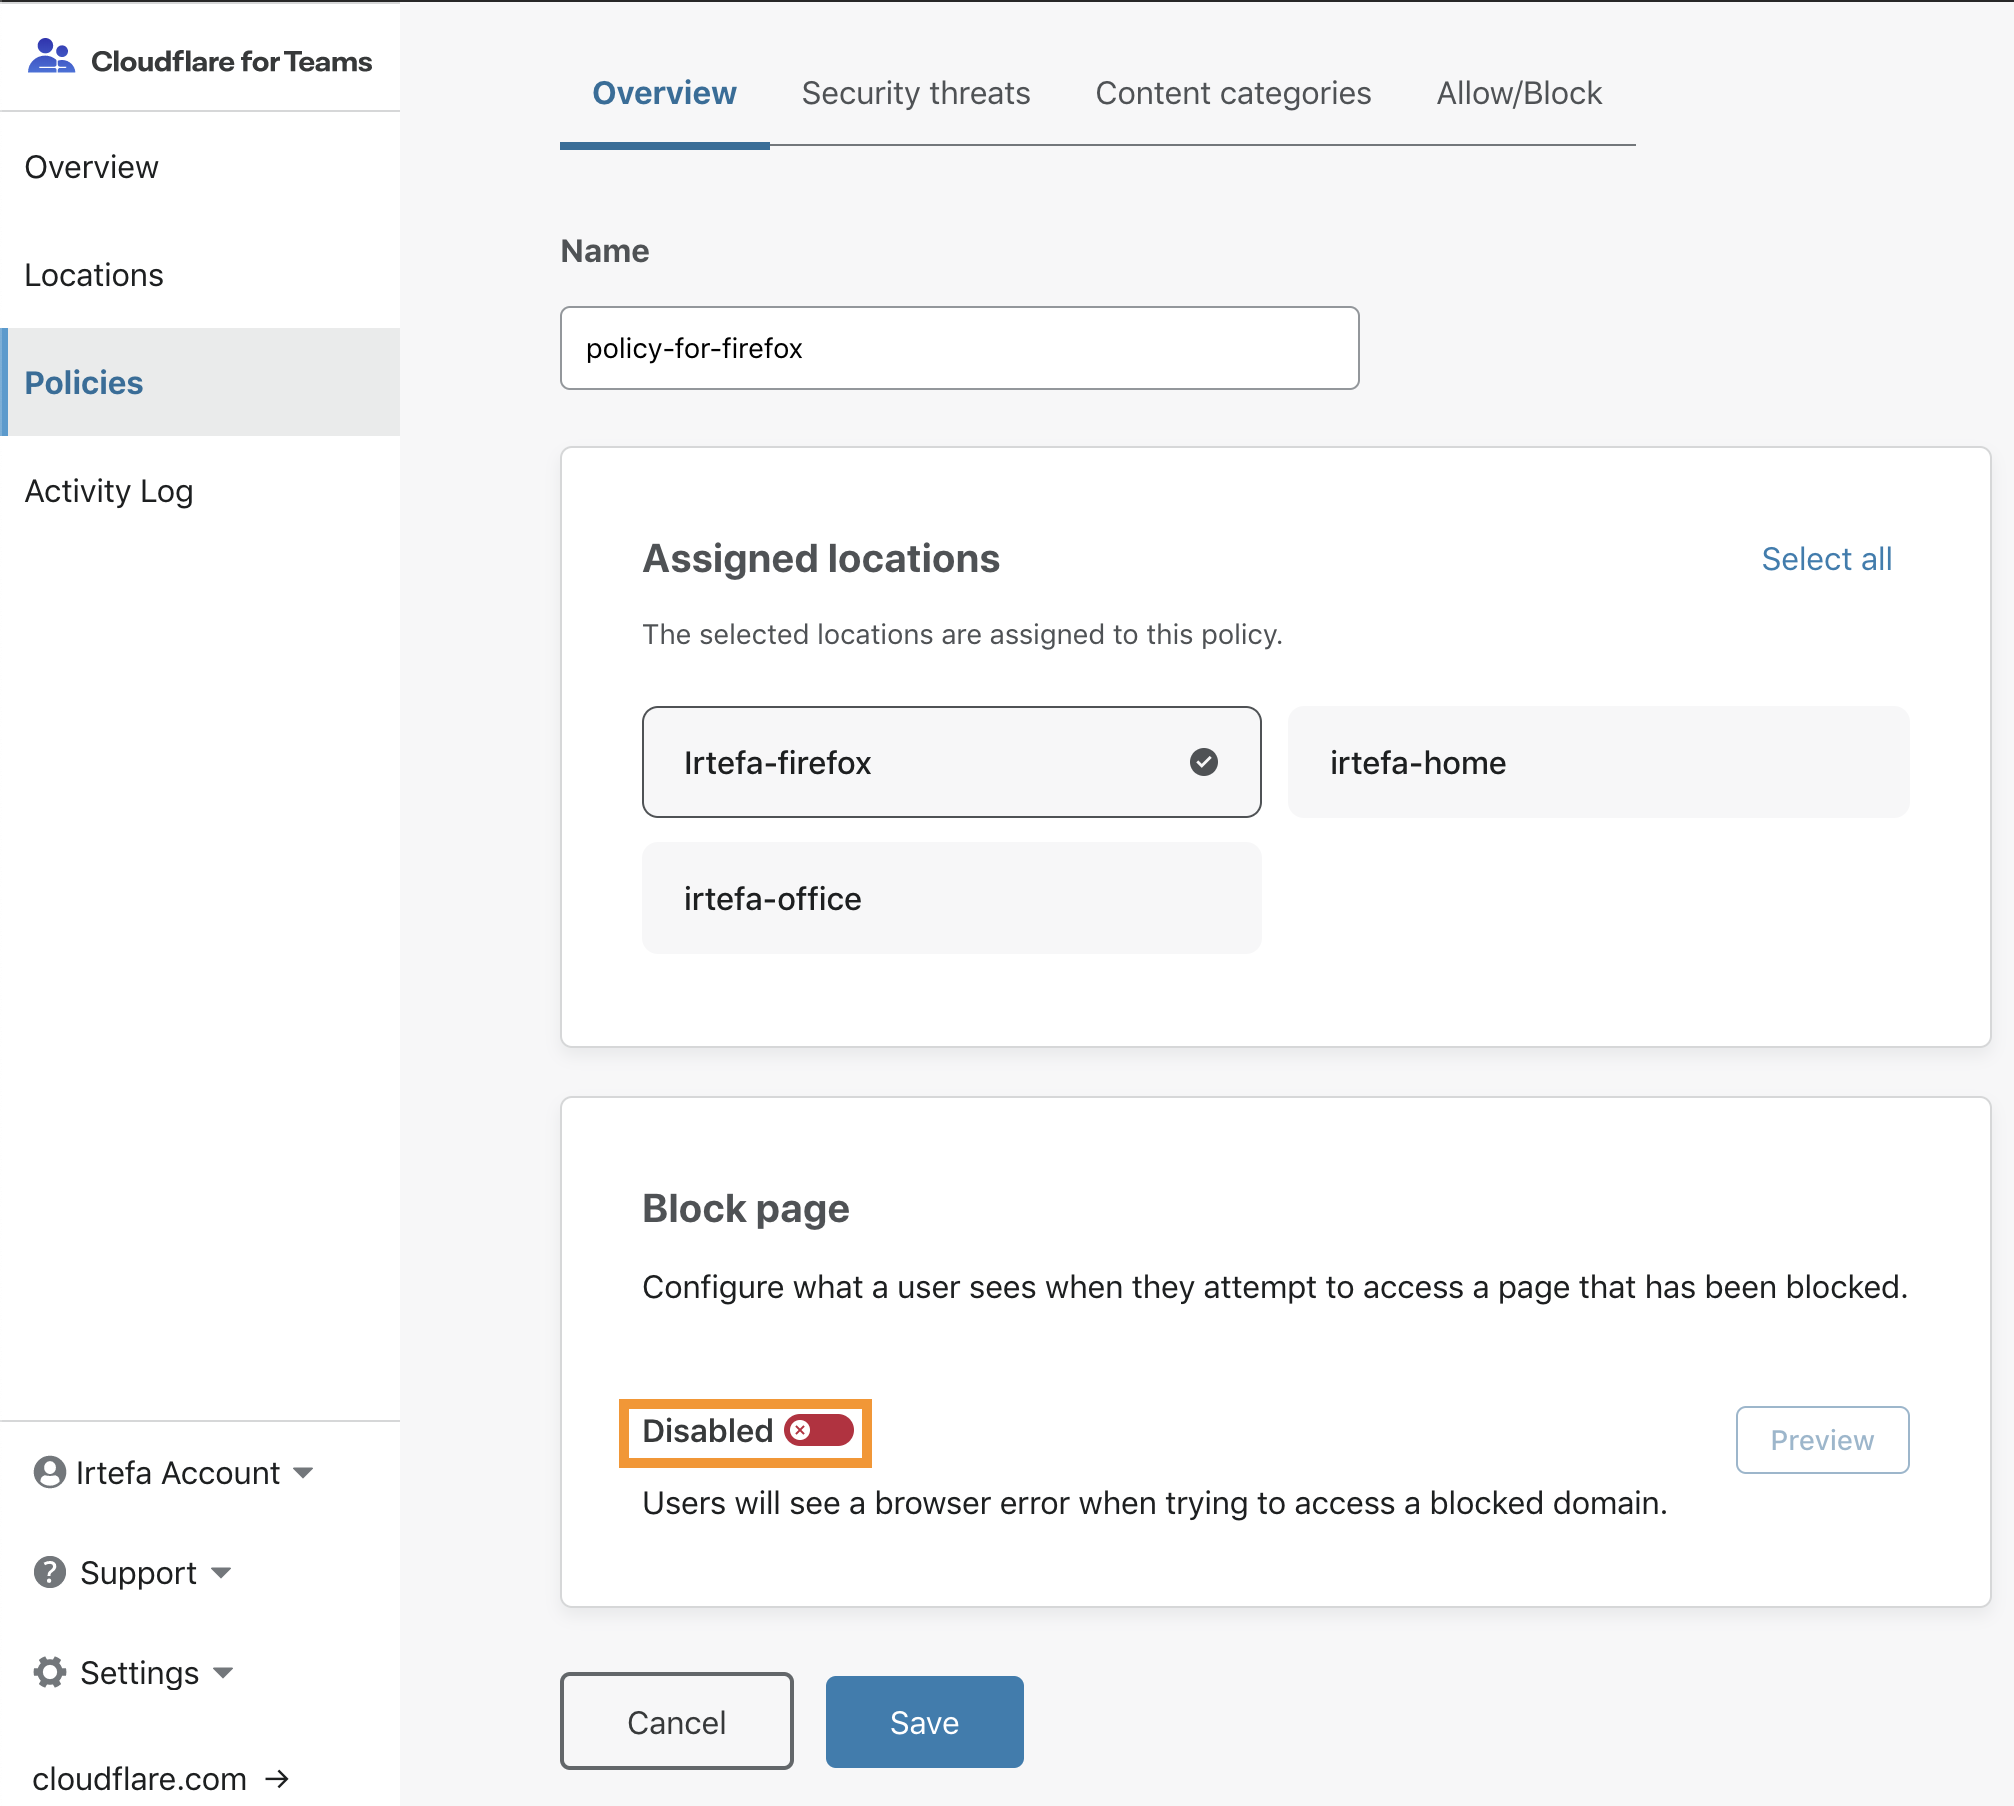 Cloudflare for Teams
Overview
Locations
Policies
Activity Log
Irtefa Account
Support
Settings
cloudflare.com →
Overview Security threats Content categories Allow/Block
Name
policy-for-firefox
Assigned locations Select all
The selected locations are assigned to this policy.
Irtefa-firefox irtefa-home
irtefa-office
Block page
Configure what a user sees when they attempt to access a page that has been blocked.
Disabled Preview
Users will see a browser error when trying to access a blocked domain.
Cancel Save